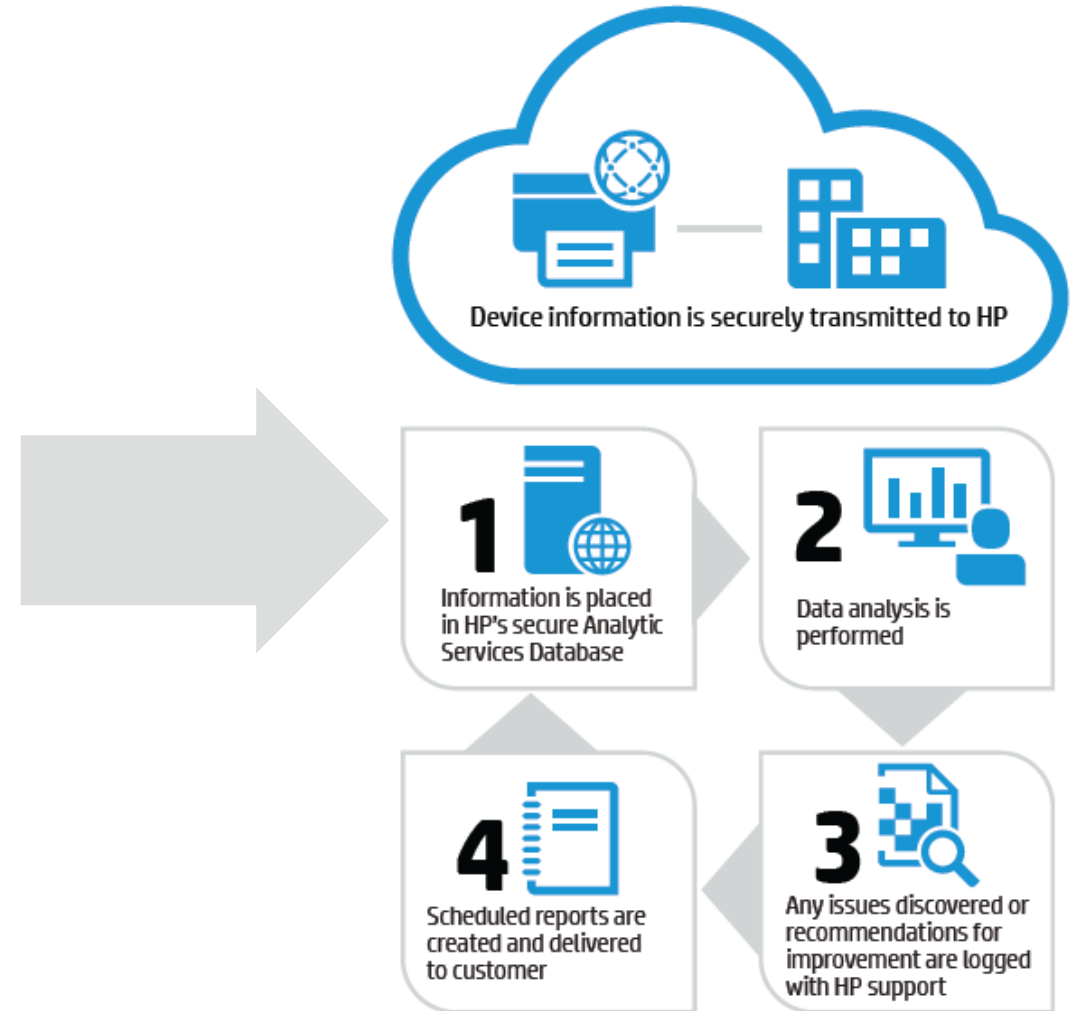 Device information is securely transmitted to HP
1
Information is placed
in HP's secure Analytic
Services Database
2
Data analysis is
performed
3
Any issues discovered or
recommendations for
improvement are logged
with HP support
4
Scheduled reports are
created and delivered
to customer